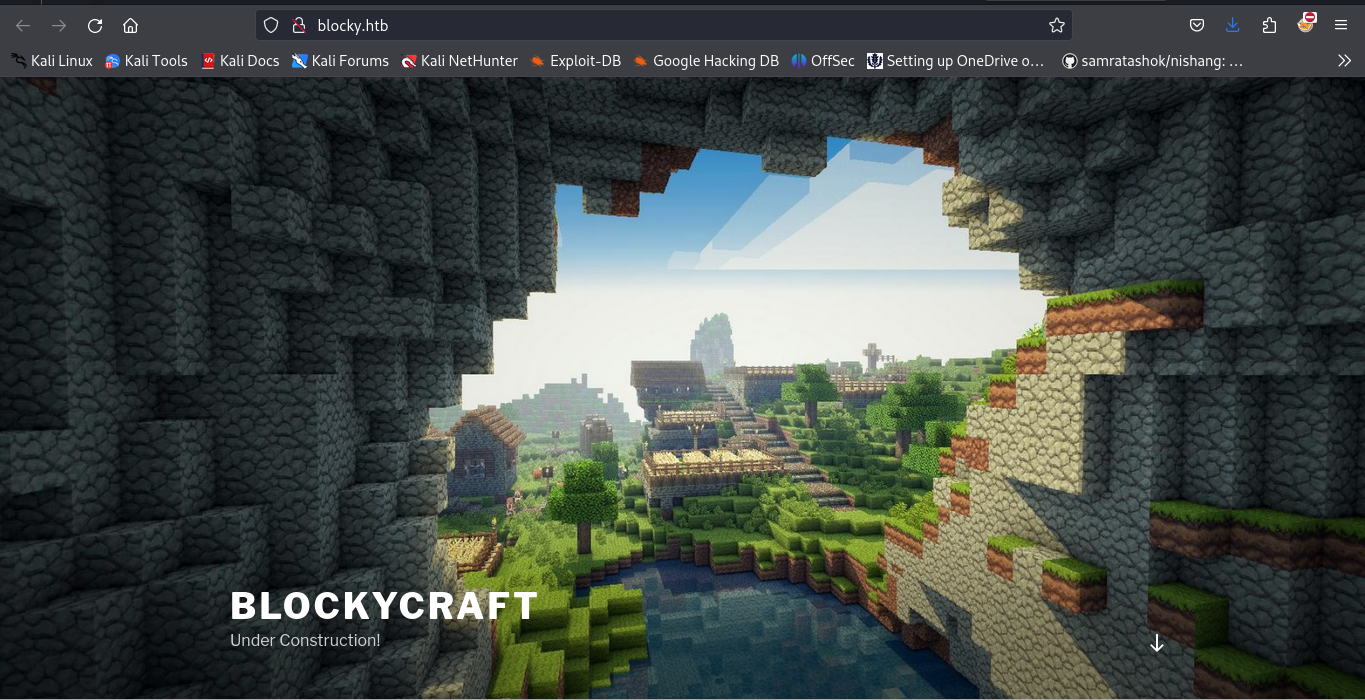 blocky.htb
Kali Linux Kali Tools Kali Docs Kali Forums Kali NetHunter Exploit-DB Google Hacking DB OffSec Setting up OneDrive o… samratashok/nishang: …
BLOCKYCRAFT
Under Construction!